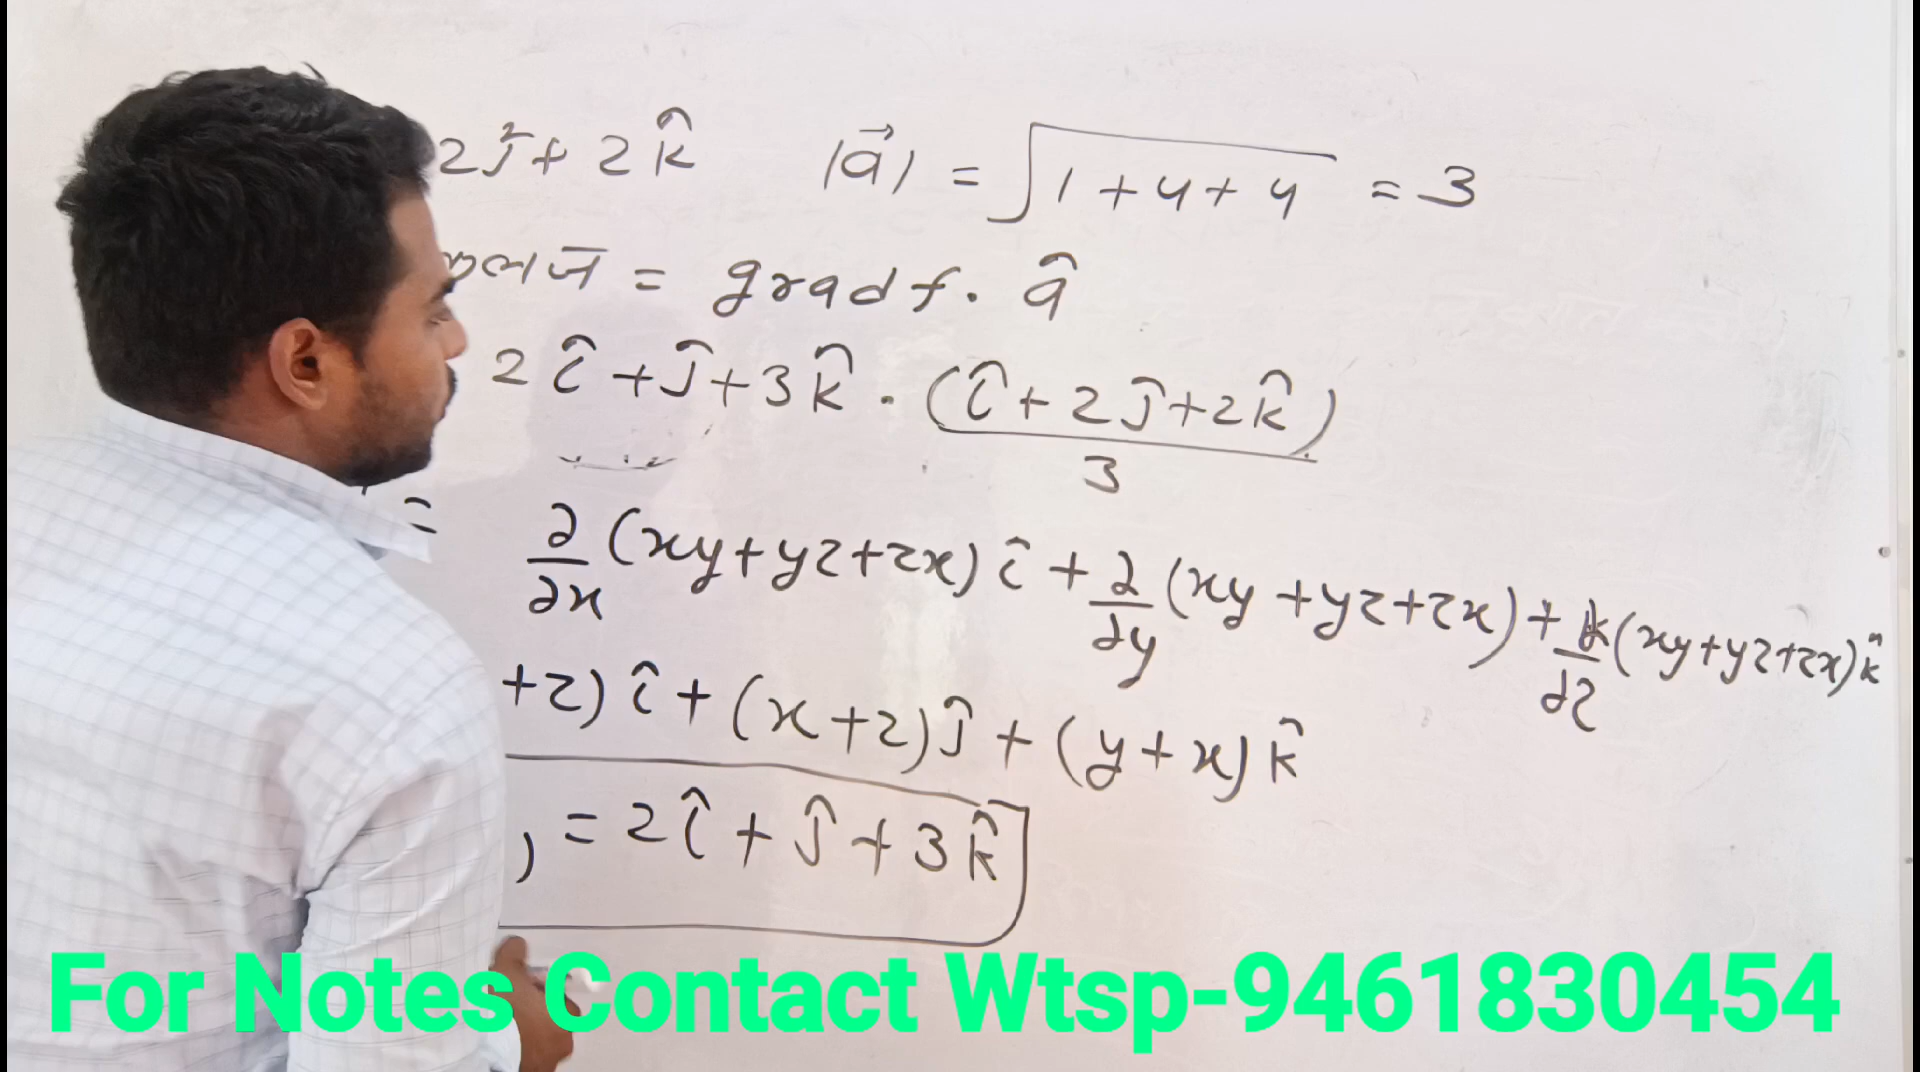 2ĵ + 2k̂ |a⃗| = √1+4+4 = 3
= grad f. â
2î + ĵ + 3k̂ . (î + 2ĵ + 2k̂)
3
= ∂/∂x (xy+yz+zx) î + ∂/∂y (xy+yz+zx) + ∂/∂z (xy+yz+zx) k̂
+z) î + (x+z) ĵ + (y+x) k̂
) = 2î + ĵ + 3k̂
For Notes Contact Wtsp-9461830454